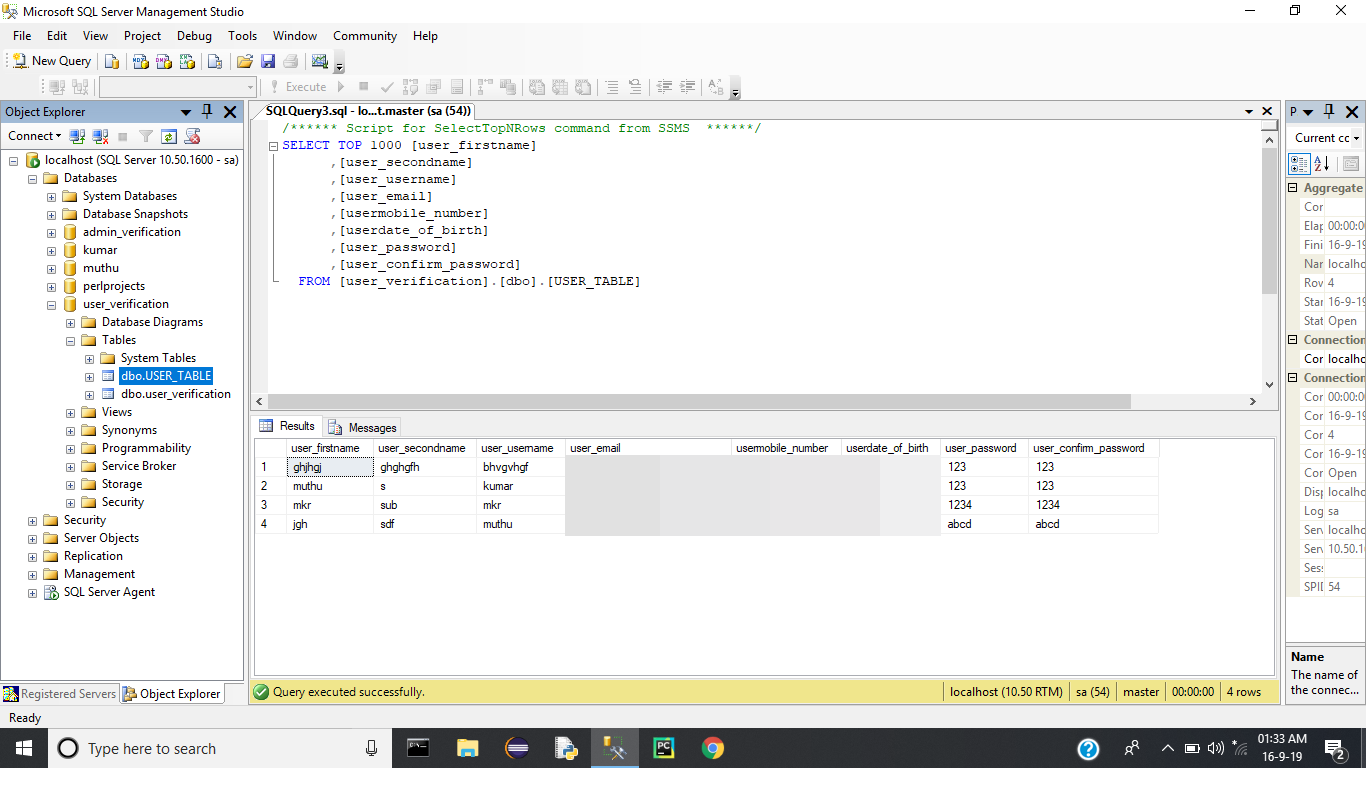 Microsoft SQL Server Management Studio
File Edit View Project Debug Tools Window Community Help
New Query
Execute
Object Explorer
Connect
localhost (SQL Server 10.50.1600 - sa)
Databases
System Databases
Database Snapshots
admin_verification
kumar
muthu
perlprojects
user_verification
Database Diagrams
Tables
System Tables
dbo.USER_TABLE
dbo.user_verification
Views
Synonyms
Programmability
Service Broker
Storage
Security
Security
Server Objects
Replication
Management
SQL Server Agent
Registered Servers Object Explorer
SQLQuery3.sql - lo...t.master (sa (54))
/****** Script for SelectTopNRows command from SSMS ******/
SELECT TOP 1000 [user_firstname]
,[user_secondname]
,[user_username]
,[user_email]
,[usermobile_number]
,[userdate_of_birth]
,[user_password]
,[user_confirm_password]
FROM [user_verification].[dbo].[USER_TABLE]
Results Messages
user_firstname user_secondname user_username user_email usemobile_number userdate_of_birth user_password user_confirm_password
1 ghjhgj ghghgfh bhvgvhgf 123 123
2 muthu s kumar 123 123
3 mkr sub mkr 1234 1234
4 jgh sdf muthu abcd abcd
Query executed successfully. localhost (10.50 RTM) sa (54) master 00:00:00 4 rows
P
Current cc
Aggregate
Cor
Elap 00:00:0
Fini 16-9-19
Nar localhc
Rov 4
Star 16-9-19
Stat Open
Connection
Cor localhc
Connection
Cor 00:00:0
Cor 16-9-19
Cor 4
Cor 16-9-19
Cor Open
Disp localhc
Log sa
Serv localhc
Serv 10.50.1
Sess
SPID 54
Name
The name of
the connec...
Ready
Type here to search
PC
01:33 AM
16-9-19
2